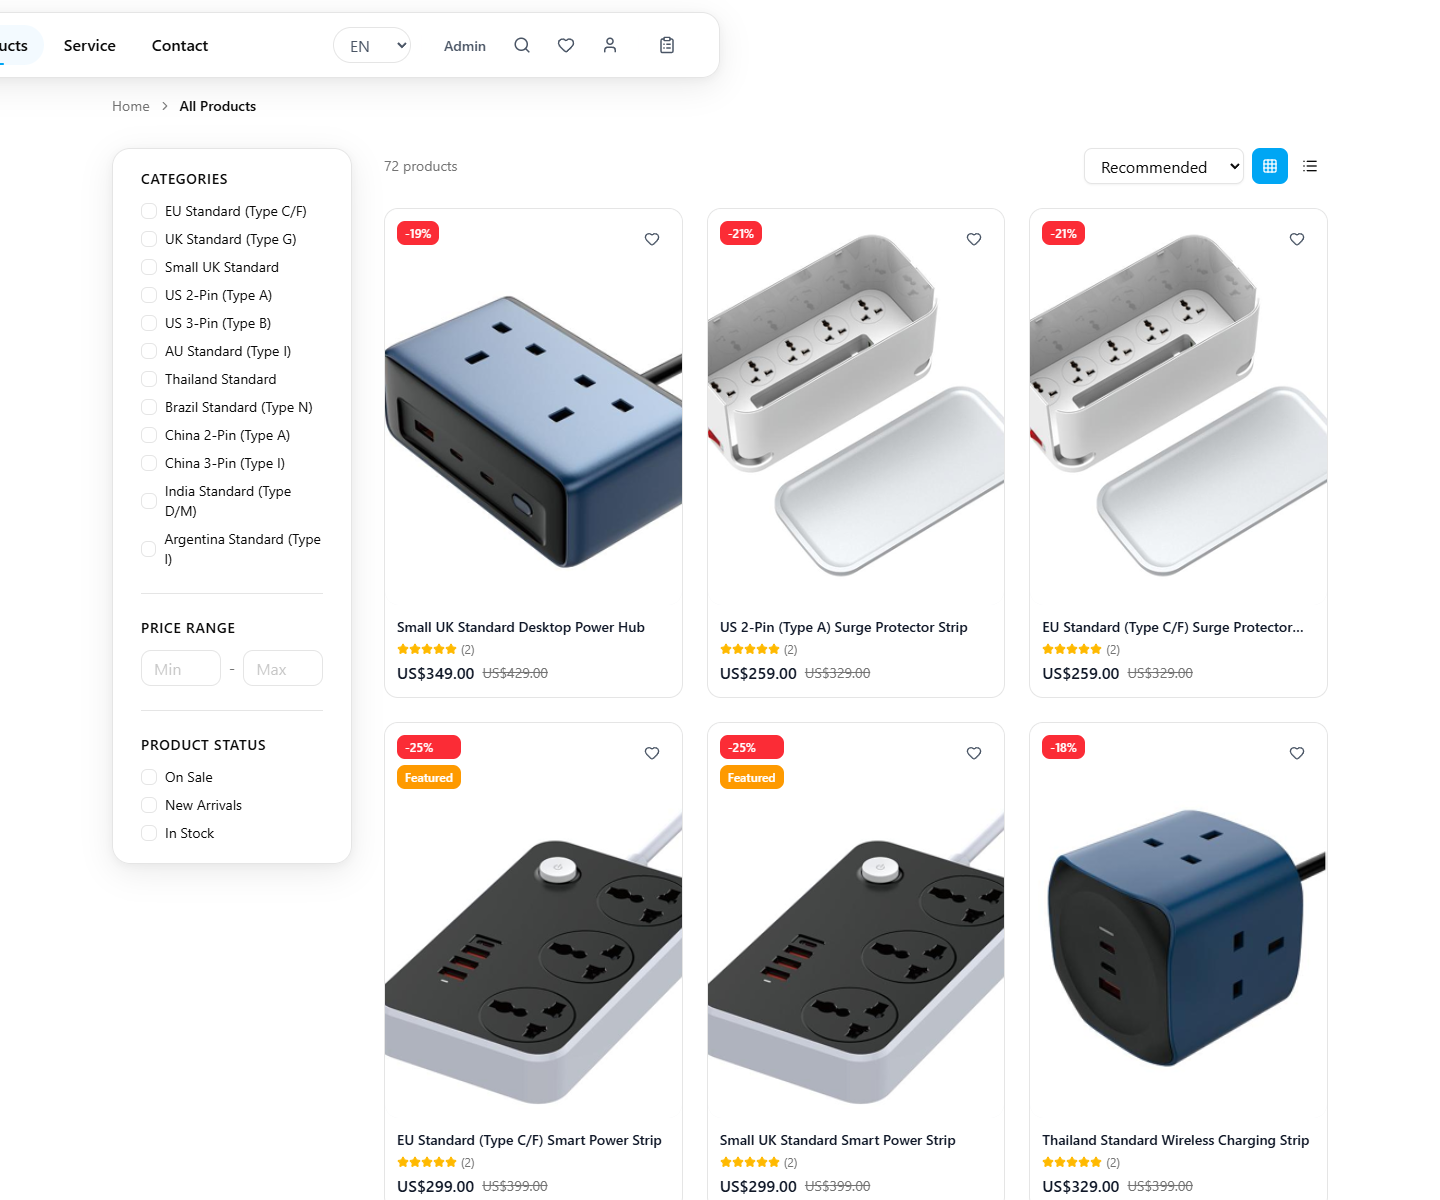 ucts Service Contact EN Admin
Home > All Products
CATEGORIES
EU Standard (Type C/F)
UK Standard (Type G)
Small UK Standard
US 2-Pin (Type A)
US 3-Pin (Type B)
AU Standard (Type I)
Thailand Standard
Brazil Standard (Type N)
China 2-Pin (Type A)
China 3-Pin (Type I)
India Standard (Type
D/M)
Argentina Standard (Type
I)
PRICE RANGE
Min - Max
PRODUCT STATUS
On Sale
New Arrivals
In Stock
72 products Recommended
-19%
Small UK Standard Desktop Power Hub
(2)
US$349.00 US$429.00
-21%
US 2-Pin (Type A) Surge Protector Strip
(2)
US$259.00 US$329.00
-21%
EU Standard (Type C/F) Surge Protector...
(2)
US$259.00 US$329.00
-25%
Featured
EU Standard (Type C/F) Smart Power Strip
(2)
US$299.00 US$399.00
-25%
Featured
Small UK Standard Smart Power Strip
(2)
US$299.00 US$399.00
-18%
Thailand Standard Wireless Charging Strip
(2)
US$329.00 US$399.00